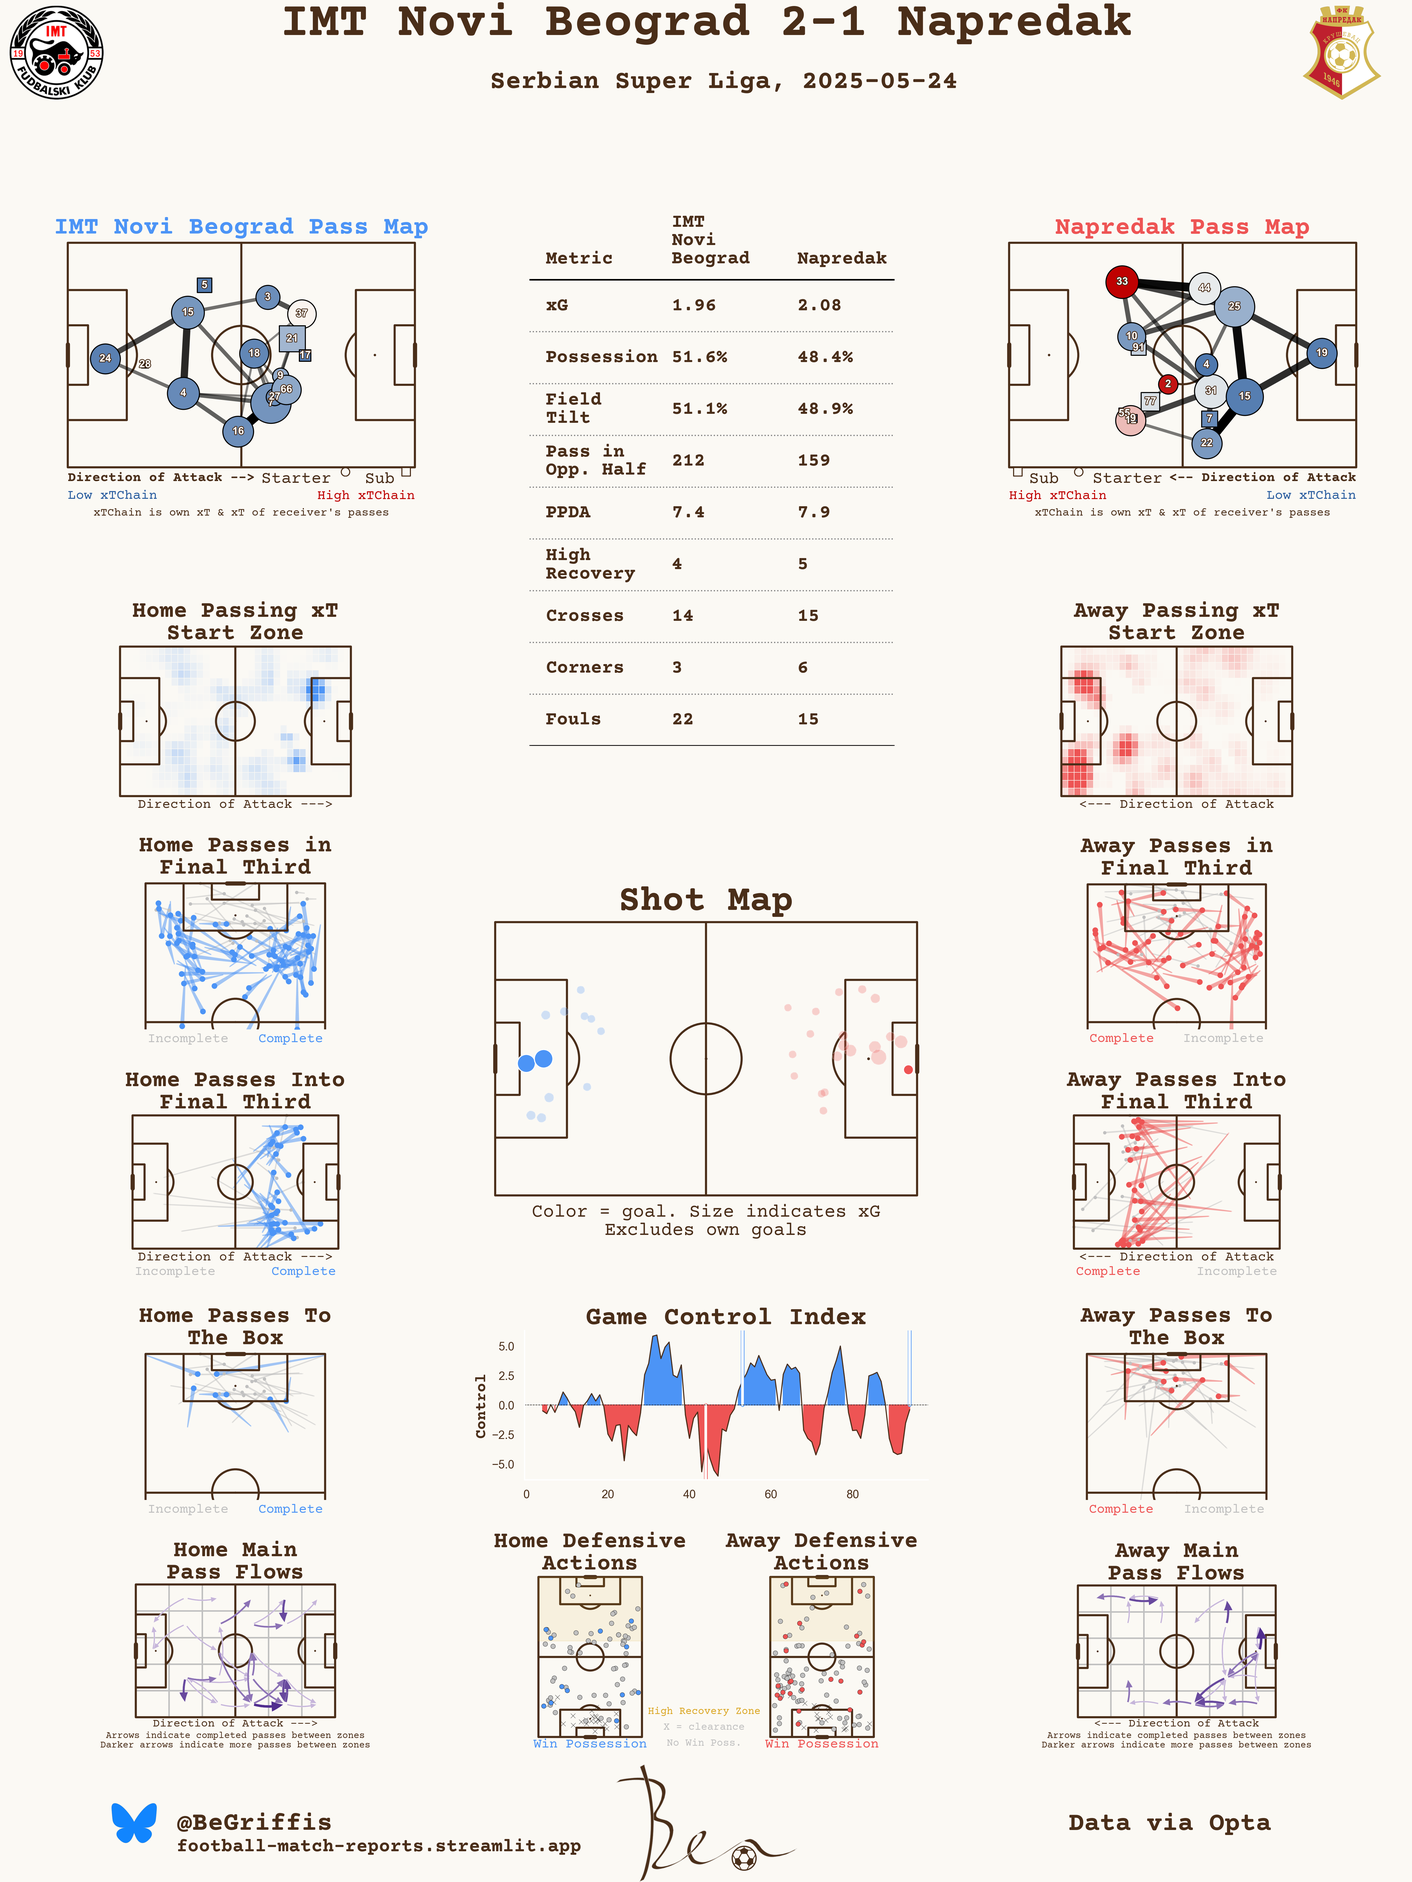 IMT Novi Beograd 2-1 Napredak
Serbian Super Liga, 2025-05-24
IMT
19 53
FUDBALSKI KLUB
ФК
НАПРЕДАК
КРУШЕВАЦ
1946
IMT Novi Beograd Pass Map
5
3
15
37
21
18
17
24
28
9
66
4
27
16
Direction of Attack --> Starter Sub
Low xTChain High xTChain
xTChain is own xT & xT of receiver's passes
Metric IMT Novi Beograd Napredak
xG 1.96 2.08
Possession 51.6% 48.4%
Field Tilt 51.1% 48.9%
Pass in Opp. Half 212 159
PPDA 7.4 7.9
High Recovery 4 5
Crosses 14 15
Corners 3 6
Fouls 22 15
Napredak Pass Map
33
44
25
10
91
19
4
2
31
15
77
7
22
Sub Starter <-- Direction of Attack
High xTChain Low xTChain
xTChain is own xT & xT of receiver's passes
Home Passing xT
Start Zone
Direction of Attack --->
Away Passing xT
Start Zone
<--- Direction of Attack
Home Passes in
Final Third
Incomplete Complete
Away Passes in
Final Third
Complete Incomplete
Shot Map
Color = goal. Size indicates xG
Excludes own goals
Home Passes Into
Final Third
Direction of Attack --->
Incomplete Complete
Away Passes Into
Final Third
<--- Direction of Attack
Complete Incomplete
Home Passes To
The Box
Incomplete Complete
Game Control Index
Control
5.0
2.5
0.0
−2.5
−5.0
0 20 40 60 80
Away Passes To
The Box
Complete Incomplete
Home Main
Pass Flows
Direction of Attack --->
Arrows indicate completed passes between zones
Darker arrows indicate more passes between zones
Home Defensive
Actions
Win Possession
Away Defensive
Actions
Win Possession
High Recovery Zone
X = clearance
No Win Poss.
Away Main
Pass Flows
<--- Direction of Attack
Arrows indicate completed passes between zones
Darker arrows indicate more passes between zones
@BeGriffis
football-match-reports.streamlit.app
Ben
Data via Opta